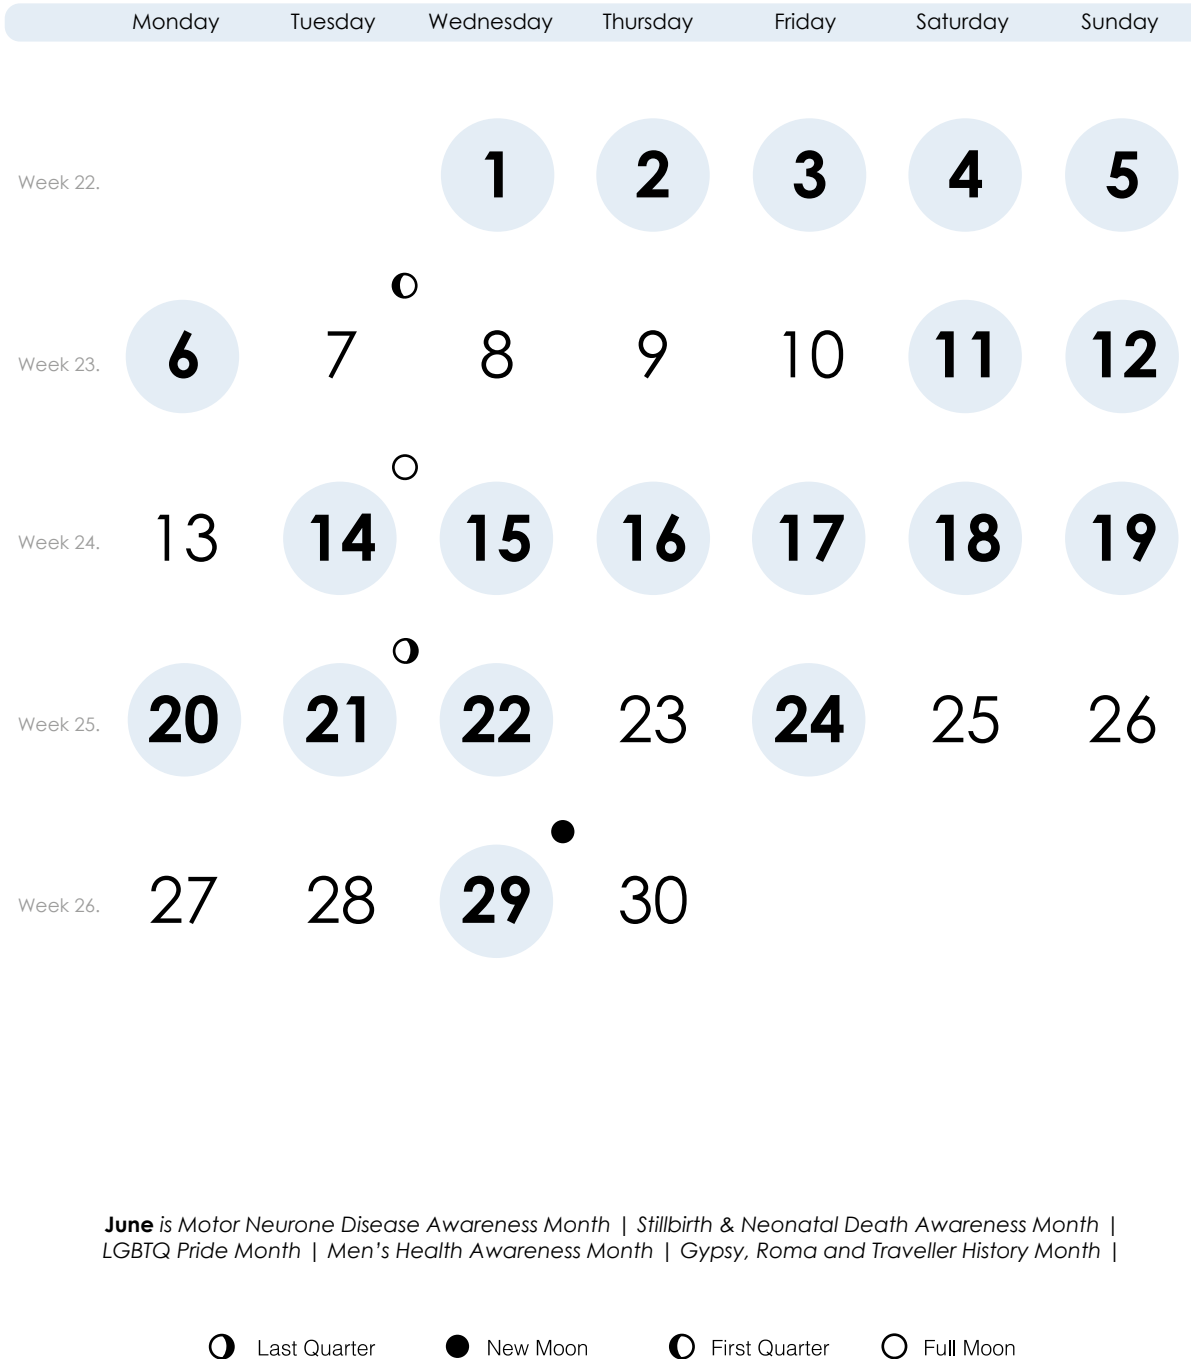 Monday Tuesday Wednesday Thursday Friday Saturday Sunday
Week 22. 1 2 3 4 5
Week 23. 6 7 8 9 10 11 12
Week 24. 13 14 15 16 17 18 19
Week 25. 20 21 22 23 24 25 26
Week 26. 27 28 29 30
June is Motor Neurone Disease Awareness Month | Stillbirth & Neonatal Death Awareness Month |
LGBTQ Pride Month | Men's Health Awareness Month | Gypsy, Roma and Traveller History Month |
Last Quarter New Moon First Quarter Full Moon